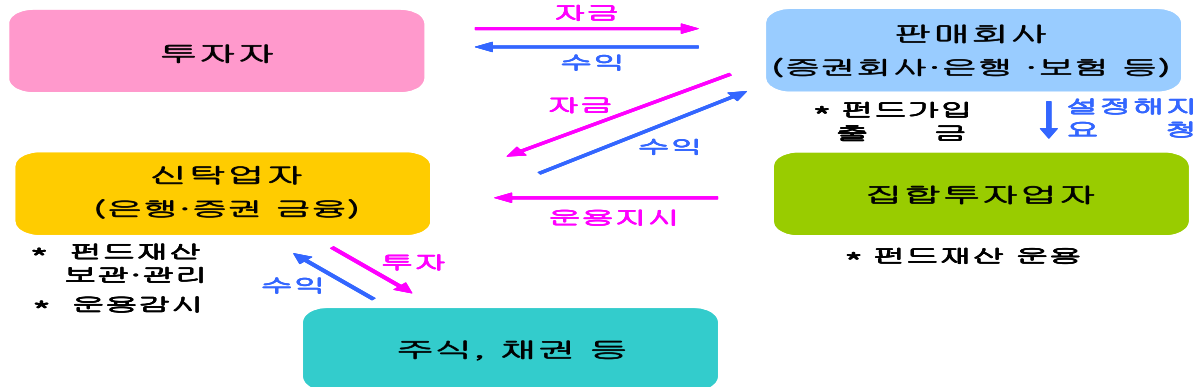 자금
투자자
판매회사
(증권회사·은행 ·보험 등)
수익
자금
* 펀드가입
출 금
설정해지
요 청
수익
신탁업자
(은행·증권 금융)
집합투자업자
운용지시
* 펀드재산
보관·관리
* 운용감시
* 펀드재산 운용
투자
수익
주식, 채권 등